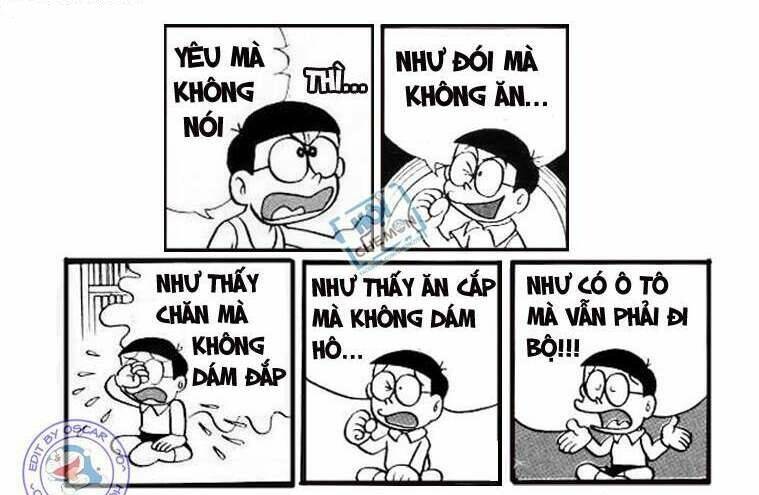 YÊU MÀ
KHÔNG
NÓI
THÌ...
NHƯ ĐÓI MÀ
KHÔNG ĂN...
NHƯ THẤY
CHĂN MÀ
KHÔNG
DÁM ĐẮP
NHƯ THẤY ĂN CẮP
MÀ KHÔNG DÁM
HÔ...
NHƯ CÓ Ô TÔ
MÀ VẪN PHẢI ĐI
BỘ!!!
CHEMON
EDIT BY OSCAR